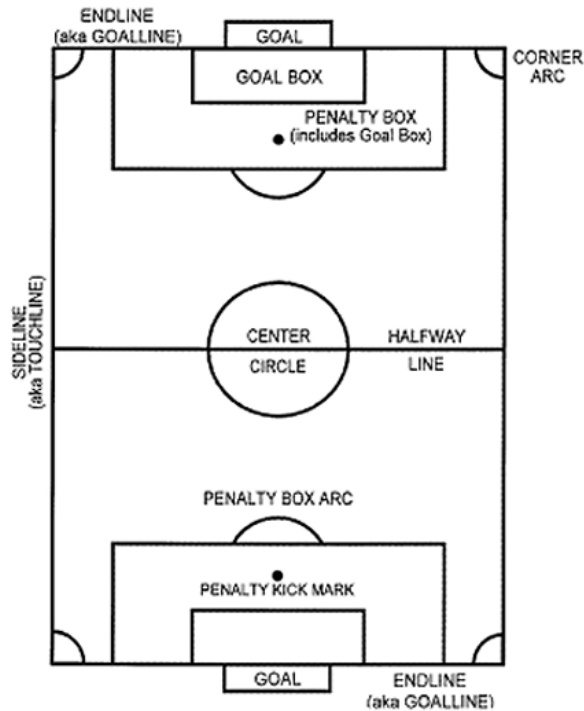 ENDLINE
(aka GOALLINE)
GOAL
CORNER
ARC
GOAL BOX
PENALTY BOX
(includes Goal Box)
SIDELINE
(aka TOUCHLINE)
CENTER
CIRCLE
HALFWAY
LINE
PENALTY BOX ARC
PENALTY KICK MARK
GOAL
ENDLINE
(aka GOALLINE)